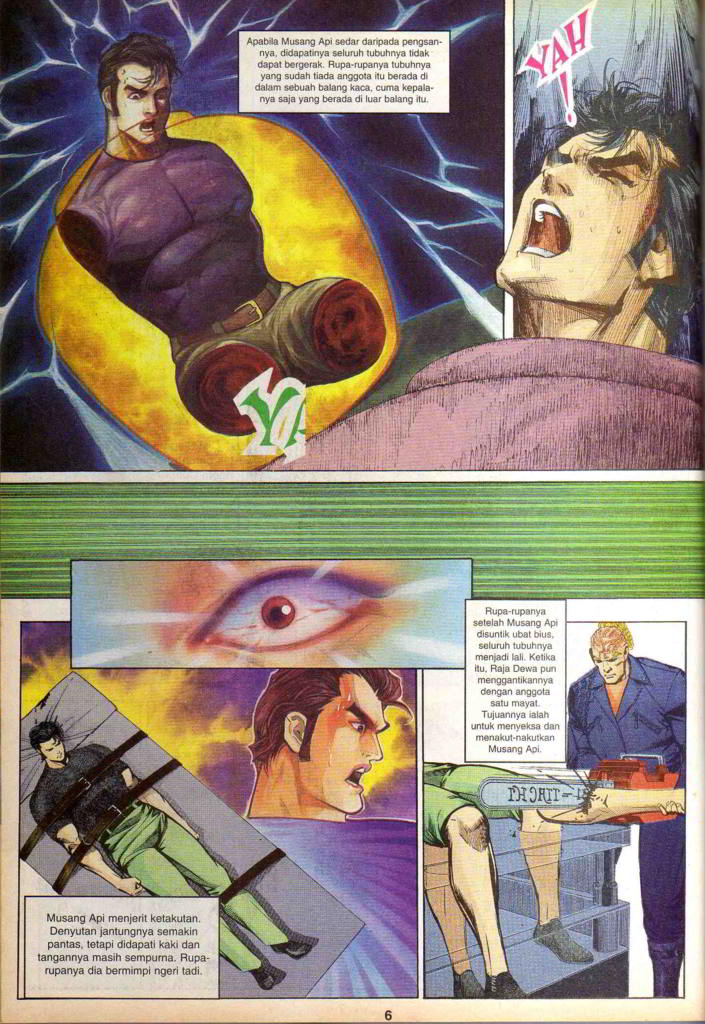 Apabila Musang Api sedar daripada pengsan-
nya, didapatinya seluruh tubuhnya tidak
dapat bergerak. Rupa-rupanya tubuhnya
yang sudah tiada anggota itu berada di
dalam sebuah balang kaca, cuma kepala-
nya saja yang berada di luar balang itu.
YAH
!
YA
Rupa-rupanya
setelah Musang Api
disuntik ubat bius,
seluruh tubuhnya
menjadi lali. Ketika
itu, Raja Dewa pun
menggantikannya
dengan anggota
satu mayat.
Tujuannya ialah
untuk menyeksa dan
menakut-nakutkan
Musang Api.
Musang Api menjerit ketakutan.
Denyutan jantungnya semakin
pantas, tetapi didapati kaki dan
tangannya masih sempurna. Rupa-
rupanya dia bermimpi ngeri tadi.
6